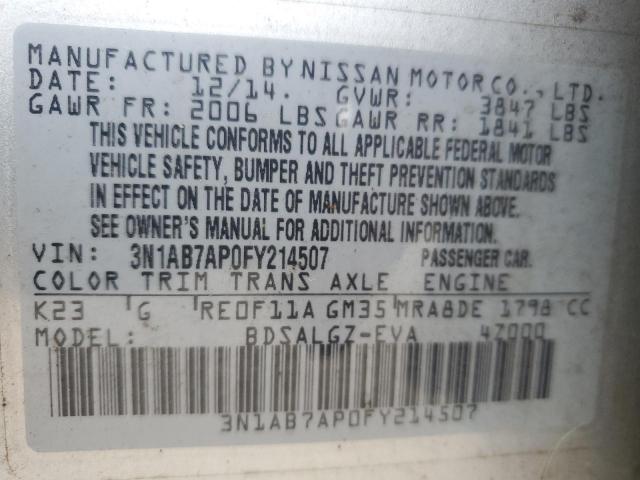 MANUFACTURED BY NISSAN MOTOR CO., LTD.
DATE: 12/14. GVWR: 3847 LBS
GAWR FR: 2006 LBS GAWR RR: 1841 LBS
THIS VEHICLE CONFORMS TO ALL APPLICABLE FEDERAL MOTOR
VEHICLE SAFETY, BUMPER AND THEFT PREVENTION STANDARDS
IN EFFECT ON THE DATE OF MANUFACTURE SHOWN ABOVE.
SEE OWNER'S MANUAL FOR ADDITIONAL INFORMATION.
VIN: 3N1AB7AP0FY214507 PASSENGER CAR.
COLOR TRIM TRANS AXLE ENGINE
K23 G RE0F11A GM35 MRA8DE 1798 CC
MODEL: BDSALGZ-EVA 47000
3N1AB7AP0FY214507